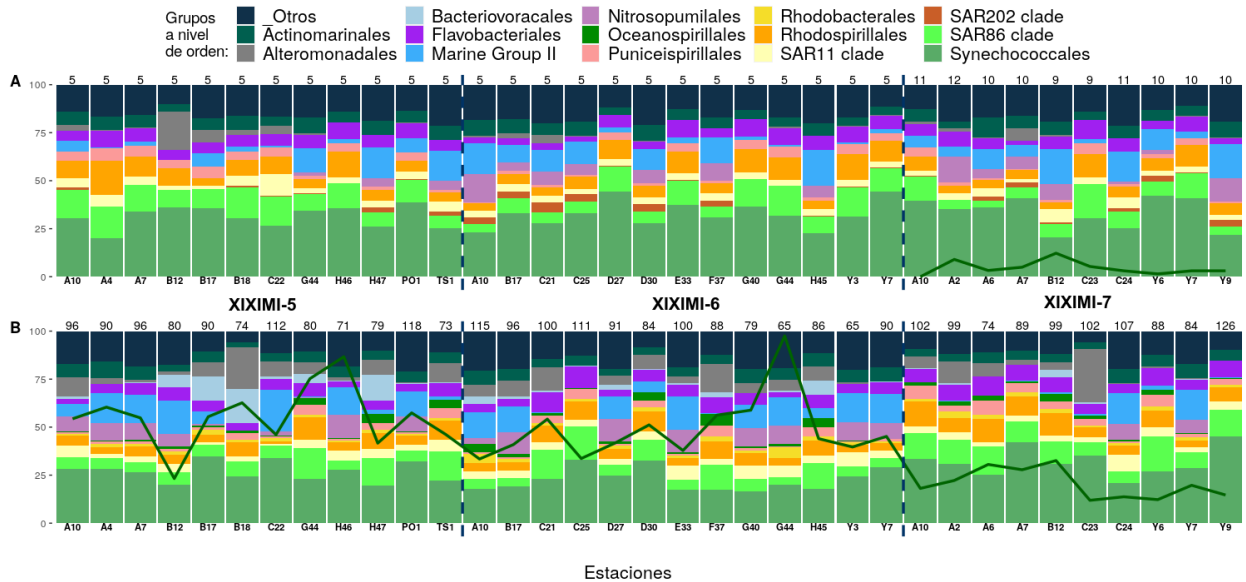 Grupos
a nivel
de orden:
_Otros
_Actinomarinales
Alteromonadales
Bacteriovoracales
Flavobacteriales
Marine Group II
Nitrosopumilales
Oceanospirillales
Puniceispirillales
Rhodobacterales
Rhodospirillales
SAR11 clade
SAR202 clade
SAR86 clade
Synechococcales
A
5 5 5 5 5 5 5 5 5 5 5 5 5 5 5 5 5 5 5 5 5 5 5 5 5 11 12 10 10 9 9 11 10 10 10
100
75
50
25
0
A10 A4 A7 B12 B17 B18 C22 G44 H46 H47 PO1 TS1 A10 B17 C21 C25 D27 D30 E33 F37 G40 G44 H45 Y3 Y7 A10 A2 A6 A7 B12 C23 C24 Y6 Y7 Y9
XIXIMI-5 XIXIMI-6 XIXIMI-7
B
96 90 96 80 90 74 112 80 71 79 118 73 115 96 100 111 91 84 100 88 79 65 86 65 90 102 99 74 89 99 102 107 88 84 126
100
75
50
25
0
A10 A4 A7 B12 B17 B18 C22 G44 H46 H47 PO1 TS1 A10 B17 C21 C25 D27 D30 E33 F37 G40 G44 H45 Y3 Y7 A10 A2 A6 A7 B12 C23 C24 Y6 Y7 Y9
Estaciones